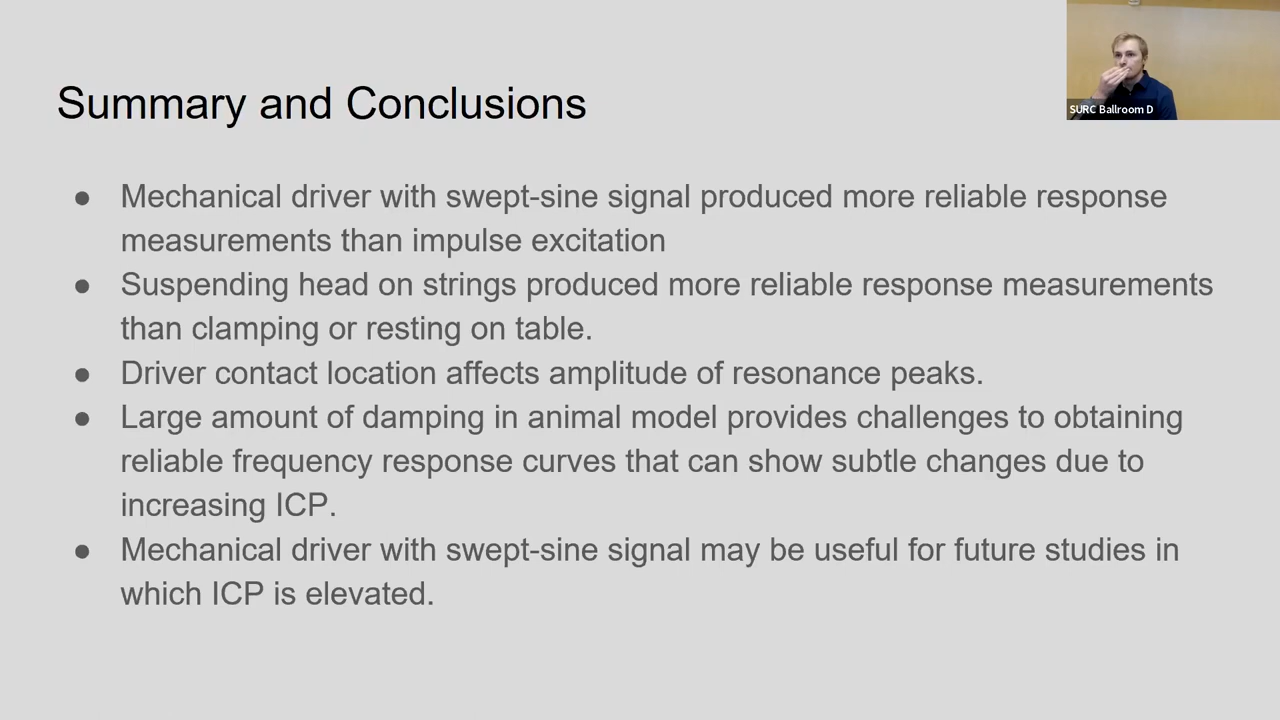 SURC Ballroom D
Summary and Conclusions
● Mechanical driver with swept-sine signal produced more reliable response
measurements than impulse excitation
● Suspending head on strings produced more reliable response measurements
than clamping or resting on table.
● Driver contact location affects amplitude of resonance peaks.
● Large amount of damping in animal model provides challenges to obtaining
reliable frequency response curves that can show subtle changes due to
increasing ICP.
● Mechanical driver with swept-sine signal may be useful for future studies in
which ICP is elevated.